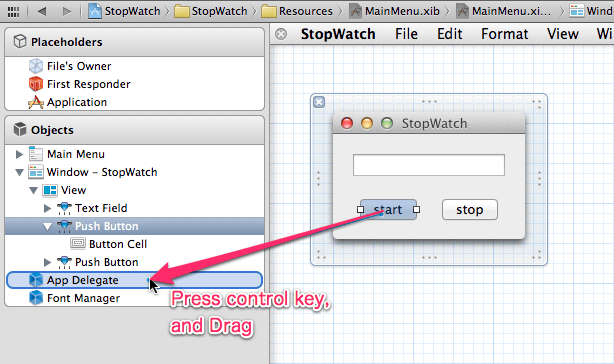 StopWatch StopWatch Resources MainMenu.xib MainMenu.xi... Windo
Placeholders
File's Owner
First Responder
Application
Objects
Main Menu
Window - StopWatch
View
Text Field
Push Button
Button Cell
Push Button
App Delegate
Font Manager
StopWatch File Edit Format View Wi
StopWatch
start stop
Press control key,
and Drag